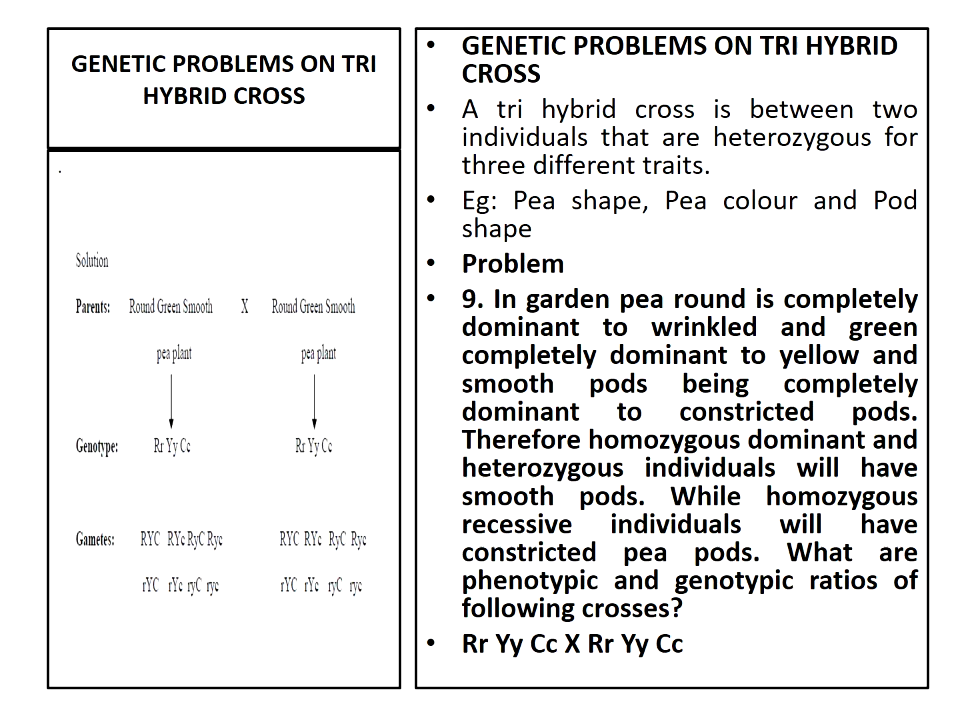 GENETIC PROBLEMS ON TRI
HYBRID CROSS
.
Solution
Parents: Round Green Smooth X Round Green Smooth
pea plant pea plant
Genotype: Rr Yy Cc Rr Yy Cc
Gametes: RYC RYc RyC Ryc RYC RYc RyC Ryc
rYC rYc ryC ryc rYC rYc ryC ryc
• GENETIC PROBLEMS ON TRI HYBRID
CROSS
• A tri hybrid cross is between two
individuals that are heterozygous for
three different traits.
• Eg: Pea shape, Pea colour and Pod
shape
• Problem
• 9. In garden pea round is completely
dominant to wrinkled and green
completely dominant to yellow and
smooth pods being completely
dominant to constricted pods.
Therefore homozygous dominant and
heterozygous individuals will have
smooth pods. While homozygous
recessive individuals will have
constricted pea pods. What are
phenotypic and genotypic ratios of
following crosses?
• Rr Yy Cc X Rr Yy Cc